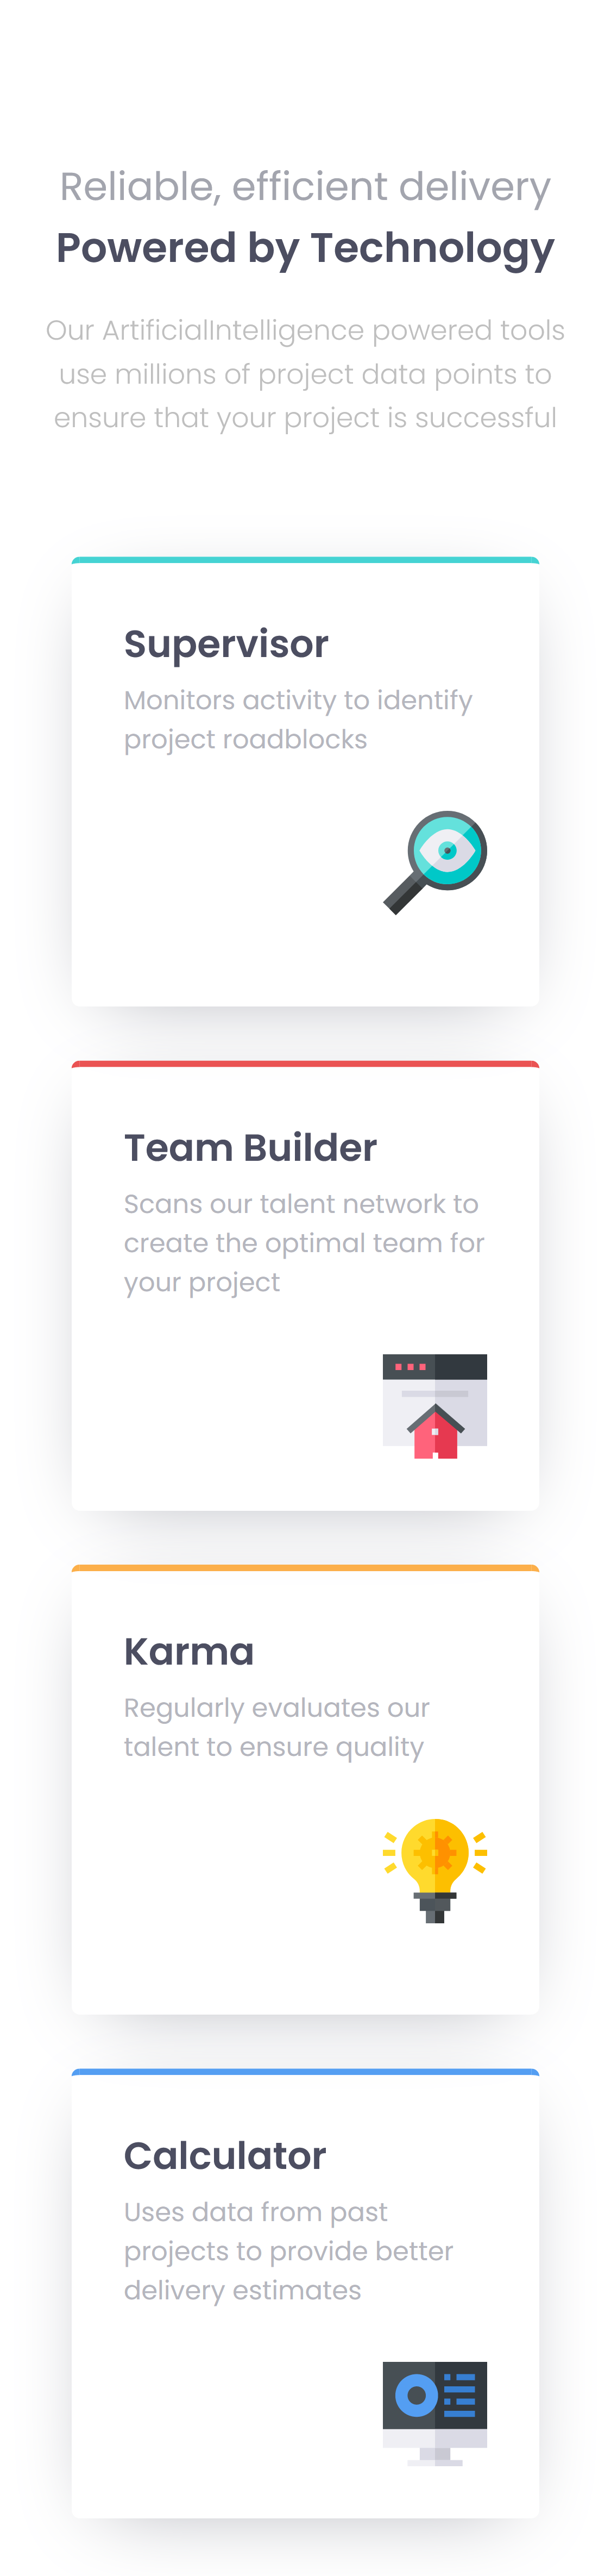 Reliable, efficient delivery
Powered by Technology
Our ArtificialIntelligence powered tools
use millions of project data points to
ensure that your project is successful
Supervisor
Monitors activity to identify
project roadblocks
Team Builder
Scans our talent network to
create the optimal team for
your project
Karma
Regularly evaluates our
talent to ensure quality
Calculator
Uses data from past
projects to provide better
delivery estimates